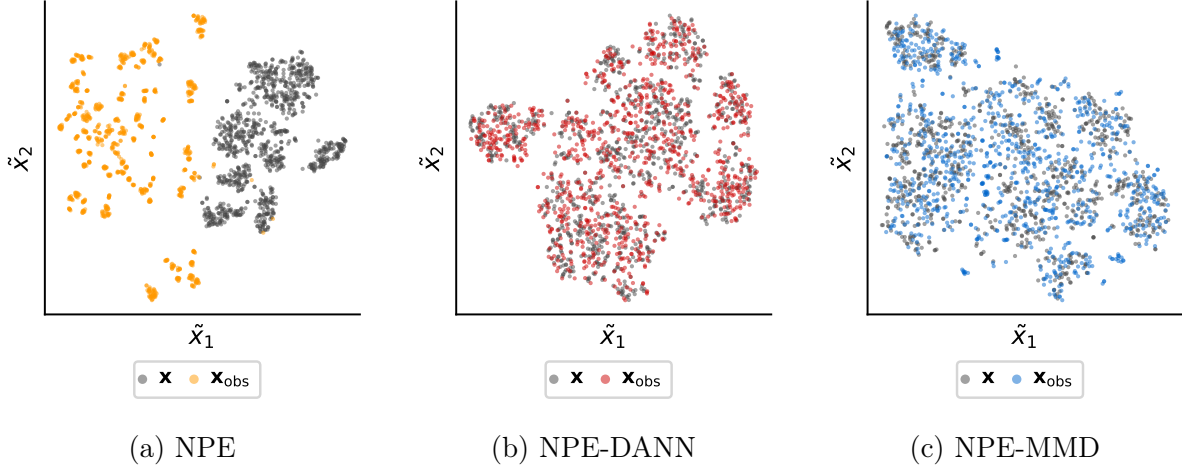 x̃₂
x̃₁
x x_obs
(a) NPE
x̃₂
x̃₁
x x_obs
(b) NPE-DANN
x̃₂
x̃₁
x x_obs
(c) NPE-MMD